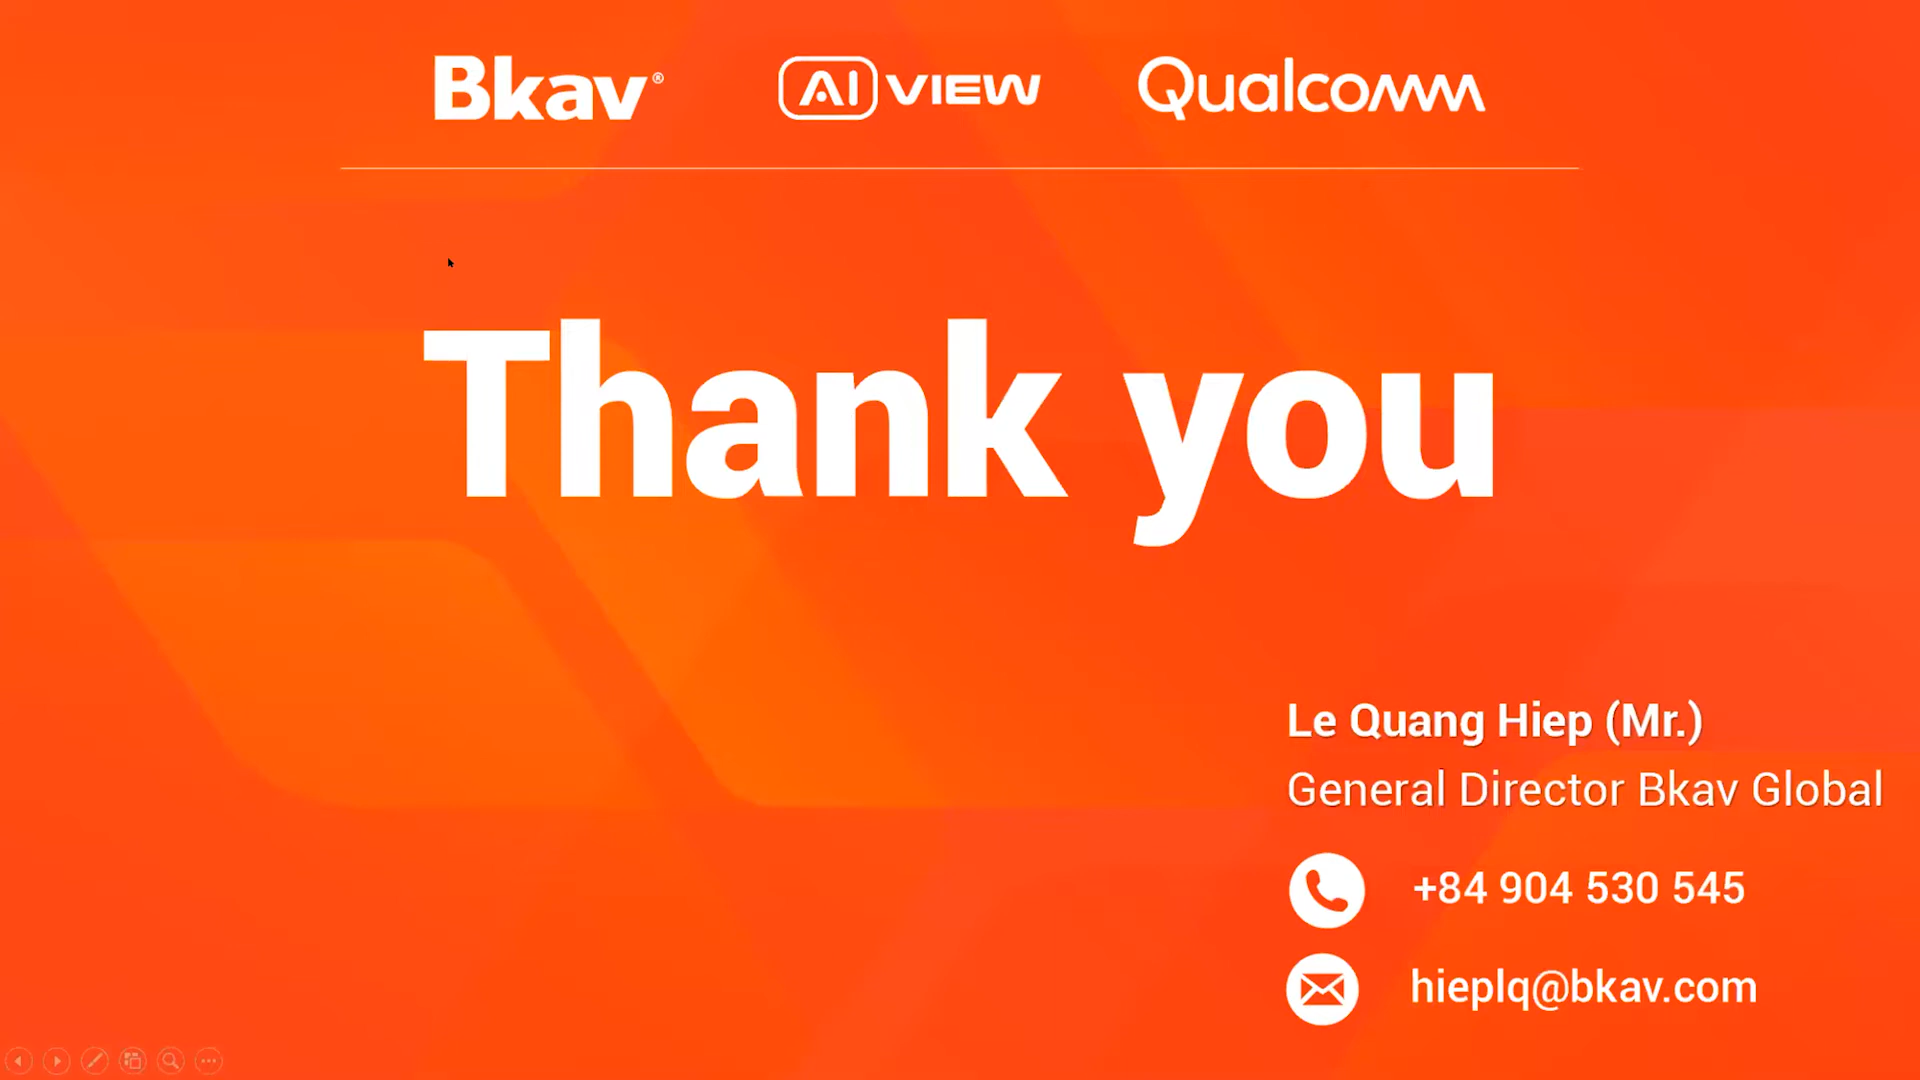 Bkav® AI VIEW Qualcomm
Thank you
Le Quang Hiep (Mr.)
General Director Bkav Global
+84 904 530 545
hieplq@bkav.com